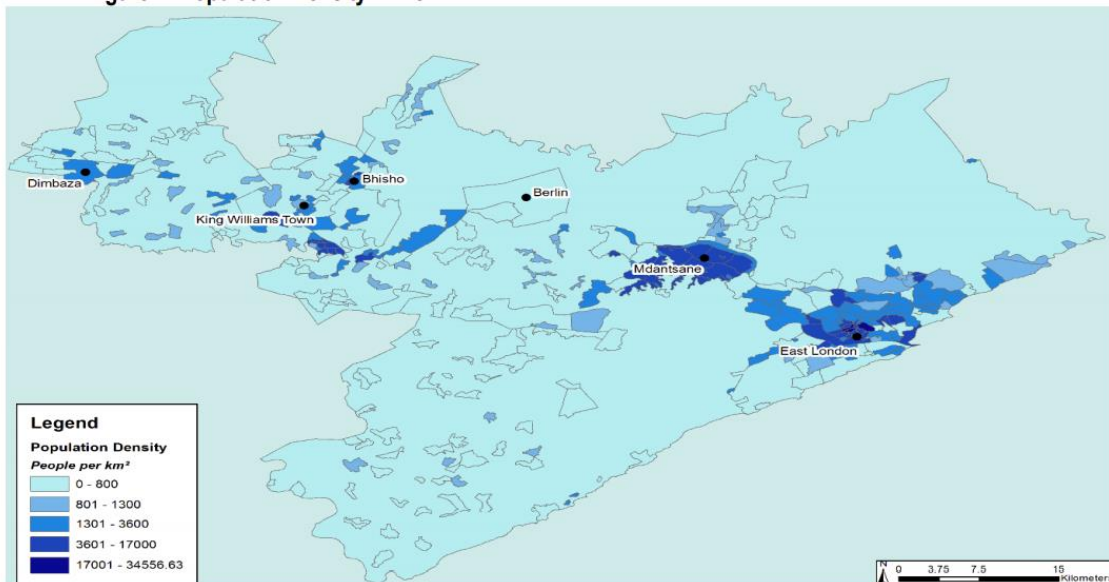 Dimbaza
Bhisho
King Williams Town
Berlin
Mdantsane
East London
Legend
Population Density
People per km²
0 - 800
801 - 1300
1301 - 3600
3601 - 17000
17001 - 34556.63
N 0 3.75 7.5 15
Kilometer